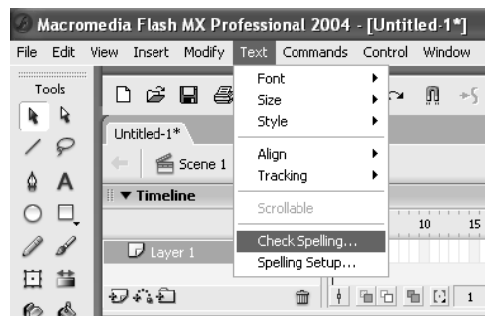 Macromedia Flash MX Professional 2004 - [Untitled-1*]
File Edit View Insert Modify Text Commands Control Window
Tools
Font
Size
Style
Align
Tracking
Scrollable
Check Spelling...
Spelling Setup...
Untitled-1*
Scene 1
Timeline
10 15
Layer 1
1